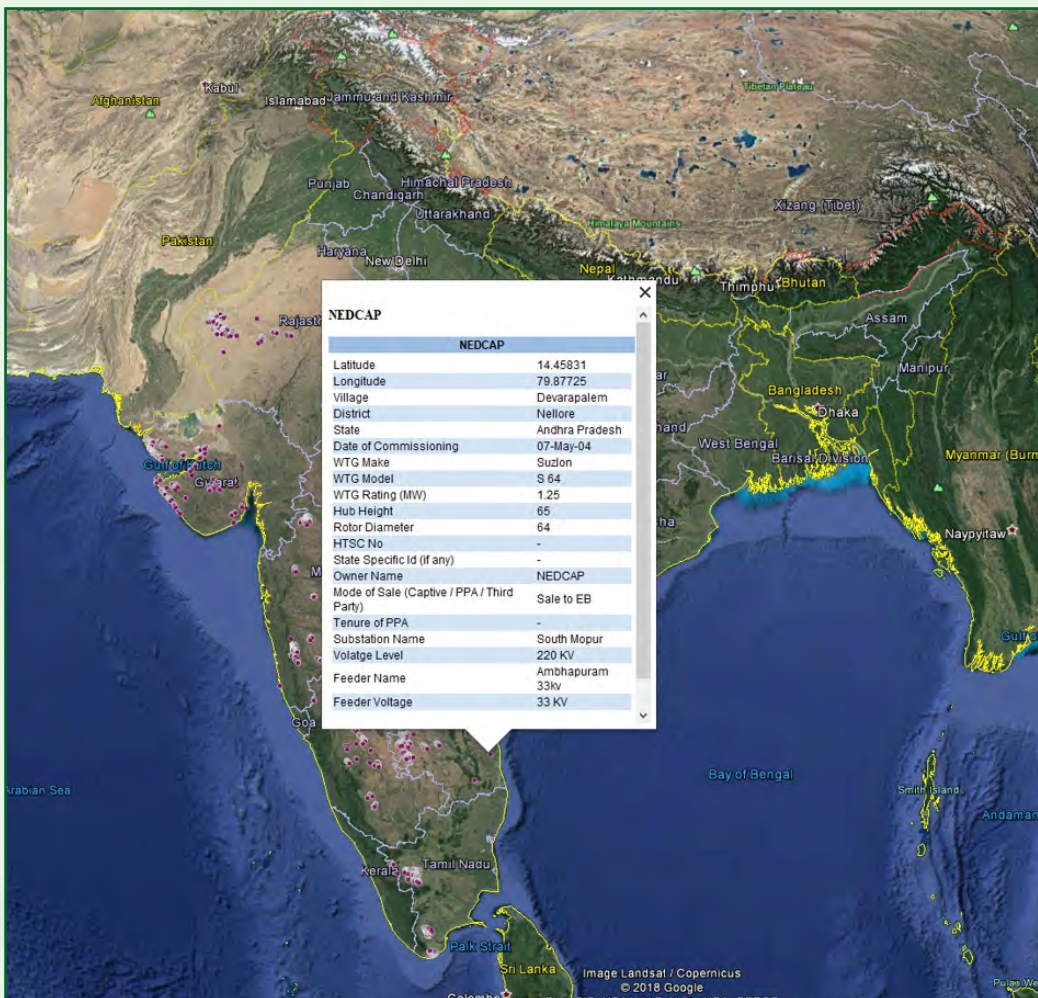 Kabul
Afghanistan
Islamabad
Jammu and Kashmir
Tibetan Plateau
Punjab
Himachal Pradesh
Chandigarh
Uttarakhand
Xizang (Tibet)
Himalaya Mountains
Pakistan
Haryana
New Delhi
Nepal
Kathmandu
Thimphu
Bhutan
Assam
Manipur
Bangladesh
Dhaka
West Bengal
Barisal Division
Myanmar (Burm
Naypyitaw
Gulf of Kutch
Gujarat
NEDCAP
NEDCAP
Latitude 14.45831
Longitude 79.87725
Village Devarapalem
District Nellore
State Andhra Pradesh
Date of Commissioning 07-May-04
WTG Make Suzlon
WTG Model S 64
WTG Rating (MW) 1.25
Hub Height 65
Rotor Diameter 64
HTSC No -
State Specific Id (if any) -
Owner Name NEDCAP
Mode of Sale (Captive / PPA / Third
Party) Sale to EB
Tenure of PPA -
Substation Name South Mopur
Volatge Level 220 KV
Feeder Name Ambhapuram
33kv
Feeder Voltage 33 KV
Goa
Arabian Sea
Bay of Bengal
Smith Island
Andaman
Kerala
Tamil Nadu
Palk Strait
Sri Lanka
Image Landsat / Copernicus
© 2018 Google